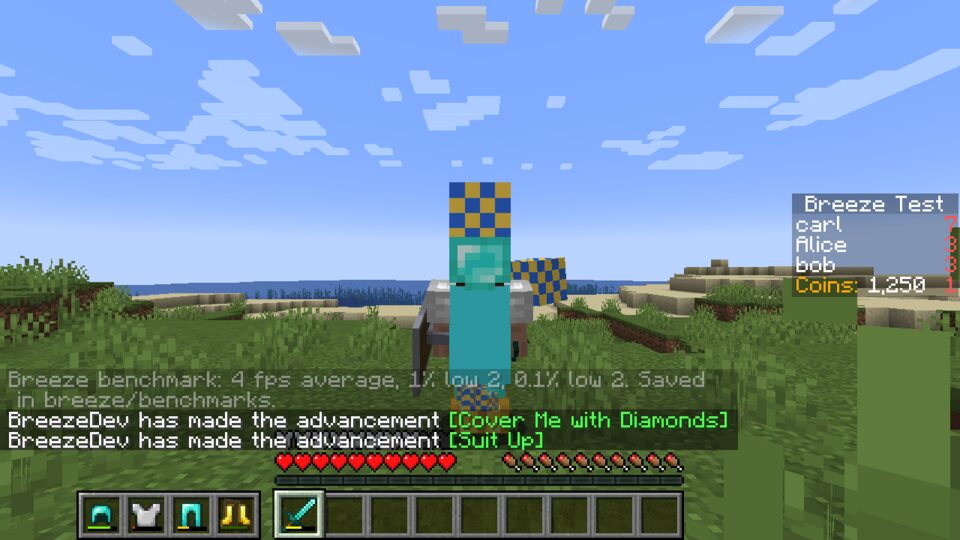 Breeze Test
carl
Alice
bob
Coins: 1,250
Breeze benchmark: 4 fps average, 1% low 2, 0.1% low 2. Saved
in breeze/benchmarks.
BreezeDev has made the advancement [Cover Me with Diamonds]
BreezeDev has made the advancement [Suit Up]